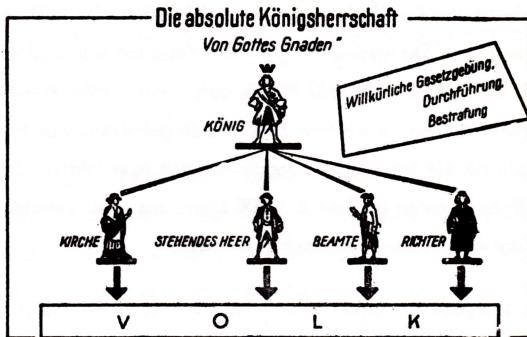 Die absolute Königsherrschaft
Von Gottes Gnaden"
Willkürliche Gesetzgebung,
Durchführung,
Bestrafung
KÖNIG
KIRCHE STEHENDES HEER BEAMTE RICHTER
V O L K